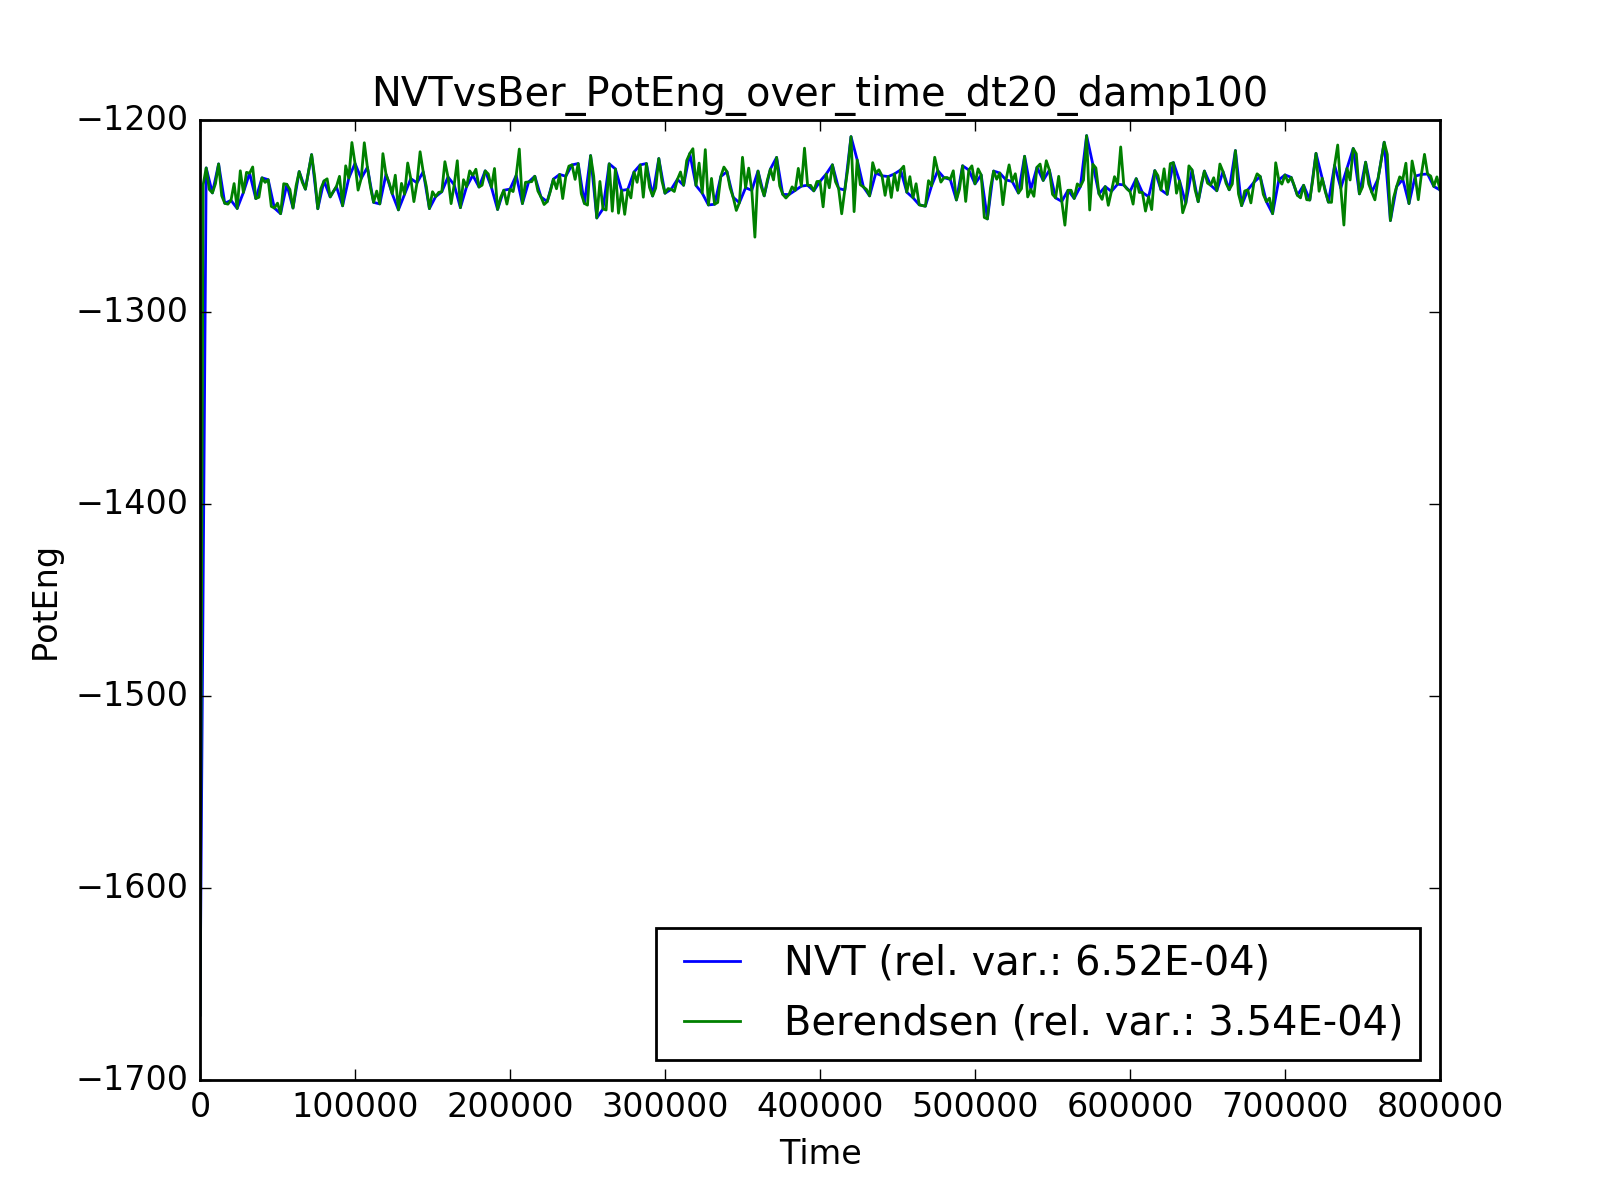 NVTvsBer_PotEng_over_time_dt20_damp100
−1200
−1300
−1400
−1500
−1600
−1700
PotEng
NVT (rel. var.: 6.52E-04)
Berendsen (rel. var.: 3.54E-04)
0 100000 200000 300000 400000 500000 600000 700000 800000
Time